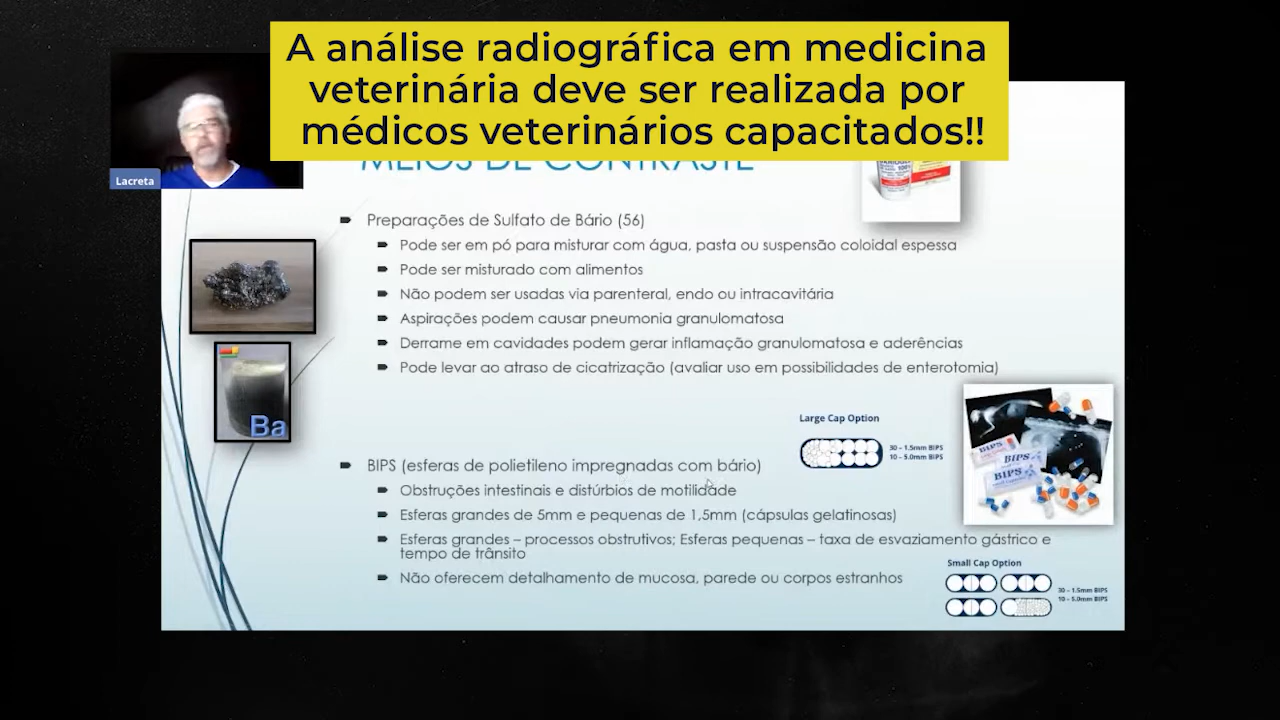 A análise radiográfica em medicina
veterinária deve ser realizada por
médicos veterinários capacitados!!
MEIOS DE CONTRASTE
Lacreta
Preparações de Sulfato de Bário (56)
Pode ser em pó para misturar com água, pasta ou suspensão coloidal espessa
Pode ser misturado com alimentos
Não podem ser usadas via parenteral, endo ou intracavitária
Aspirações podem causar pneumonia granulomatosa
Derrame em cavidades podem gerar inflamação granulomatosa e aderências
Pode levar ao atraso de cicatrização (avaliar uso em possibilidades de enterotomia)
Ba
Large Cap Option
30 - 1.5mm BIPS
10 - 5.0mm BIPS
BIPS
BIPS
BIPS (esferas de polietileno impregnadas com bário)
Obstruções intestinais e distúrbios de motilidade
Esferas grandes de 5mm e pequenas de 1,5mm (cápsulas gelatinosas)
Esferas grandes – processos obstrutivos; Esferas pequenas – taxa de esvaziamento gástrico e
tempo de trânsito
Não oferecem detalhamento de mucosa, parede ou corpos estranhos
Small Cap Option
30 - 1.5mm BIPS
10 - 5.0mm BIPS